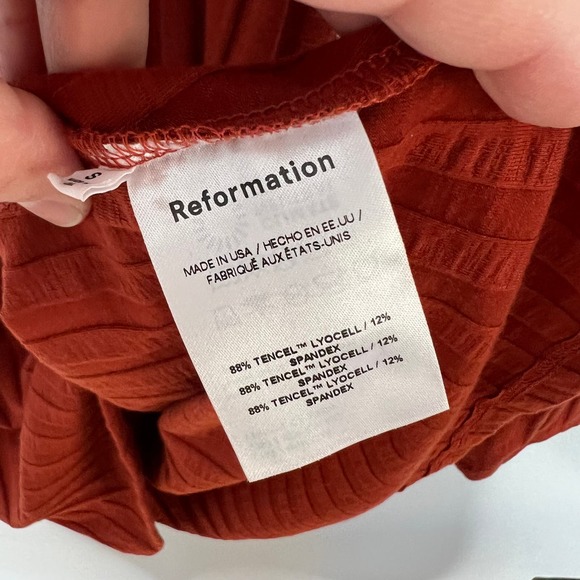 Reformation
MADE IN USA / HECHO EN EE.UU /
FABRIQUÉ AUX ÉTATS-UNIS
88% TENCEL™ LYOCELL / 12%
SPANDEX
88% TENCEL™ LYOCELL / 12%
SPANDEX
88% TENCEL™ LYOCELL / 12%
SPANDEX